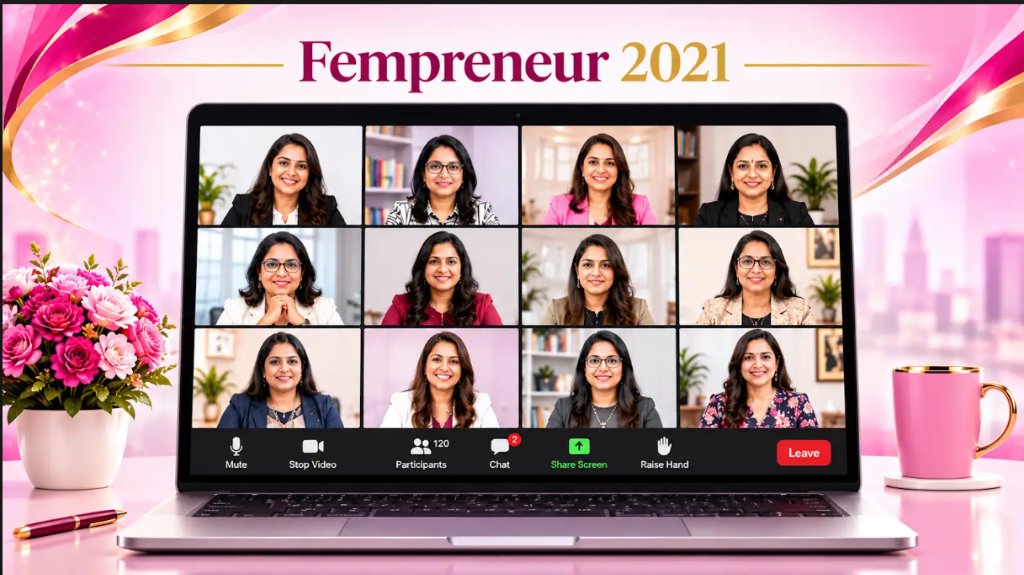 Fempreneur 2021
Mute
Stop Video
120
Participants
2
Chat
Share Screen
Raise Hand
Leave